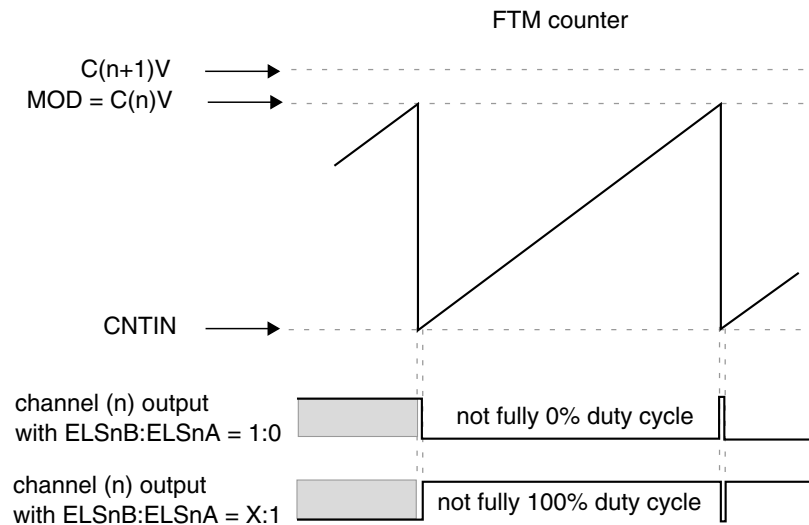 FTM counter
C(n+1)V
MOD = C(n)V
CNTIN
channel (n) output
with ELSnB:ELSnA = 1:0
not fully 0% duty cycle
channel (n) output
with ELSnB:ELSnA = X:1
not fully 100% duty cycle